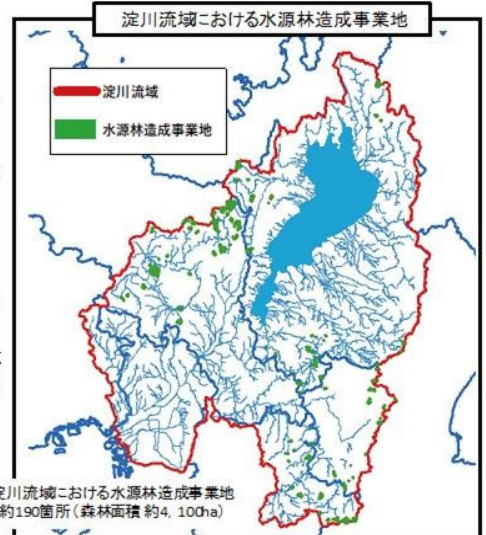 淀川流域における水源林造成事業地
淀川流域
水源林造成事業地
淀川流域における水源林造成事業地
約190箇所(森林面積 約4,100ha)